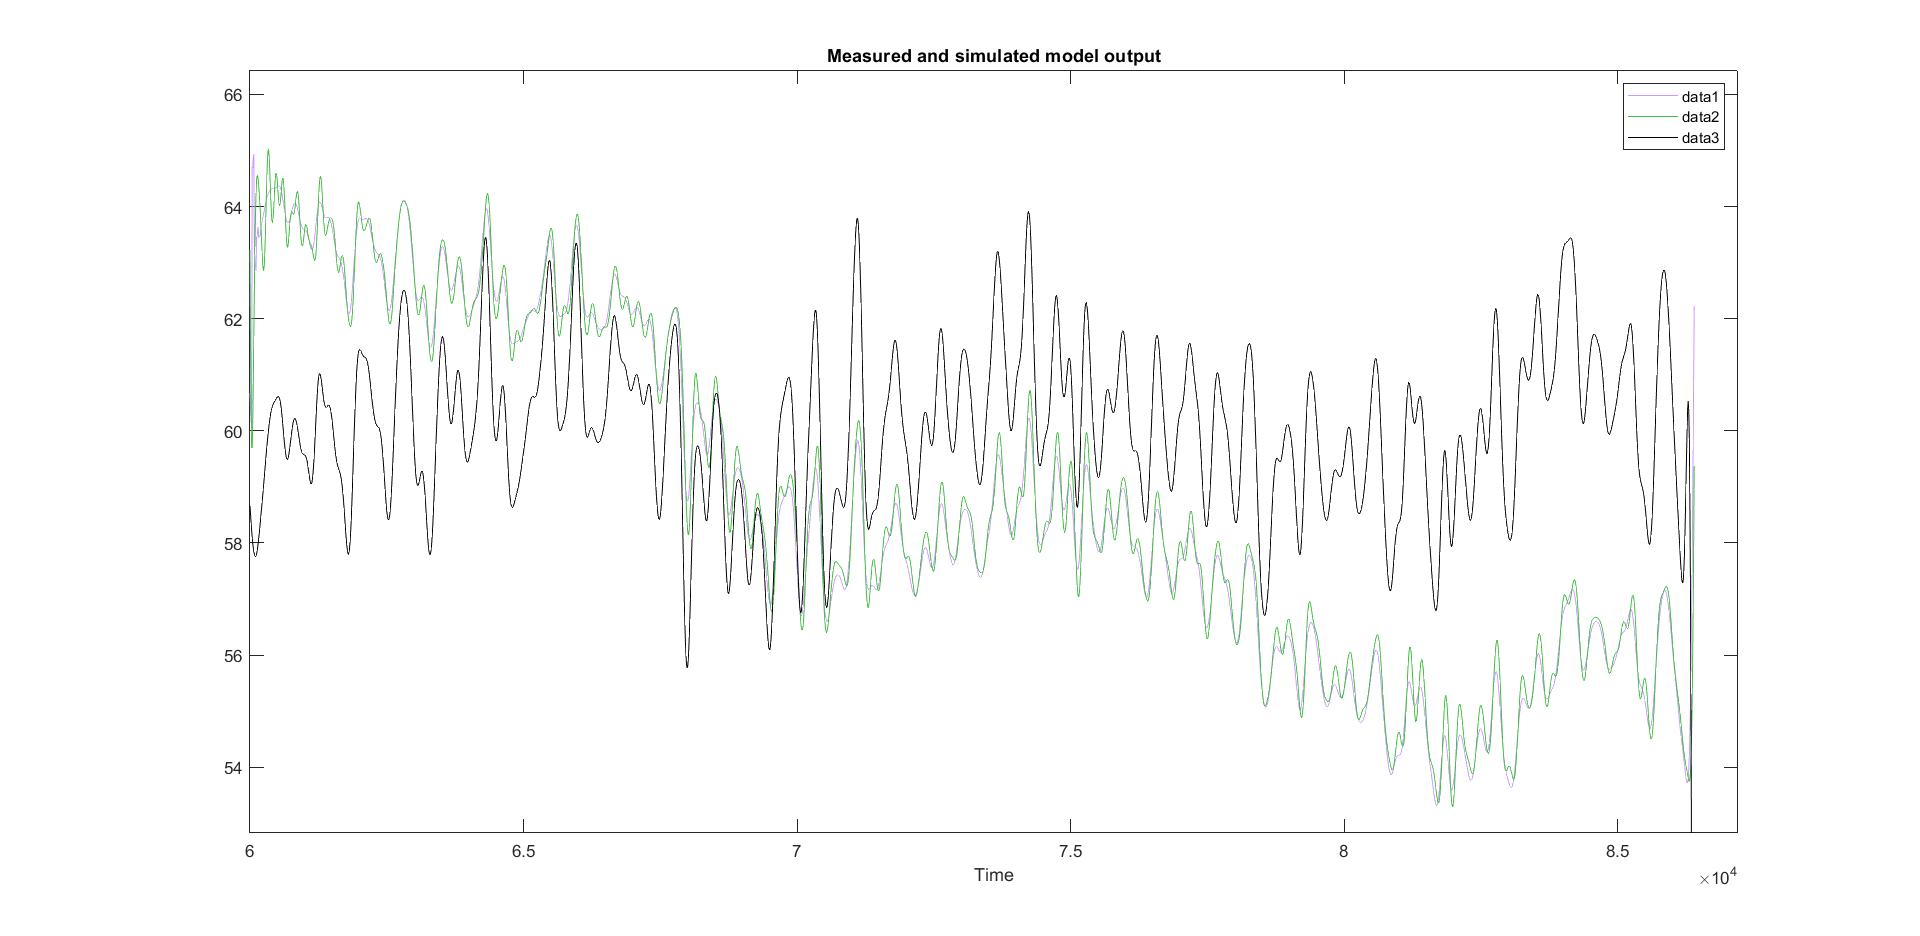 Measured and simulated model output
66
64
62
60
58
56
54
data1
data2
data3
6
6.5
7
7.5
8
8.5
Time
×10⁴